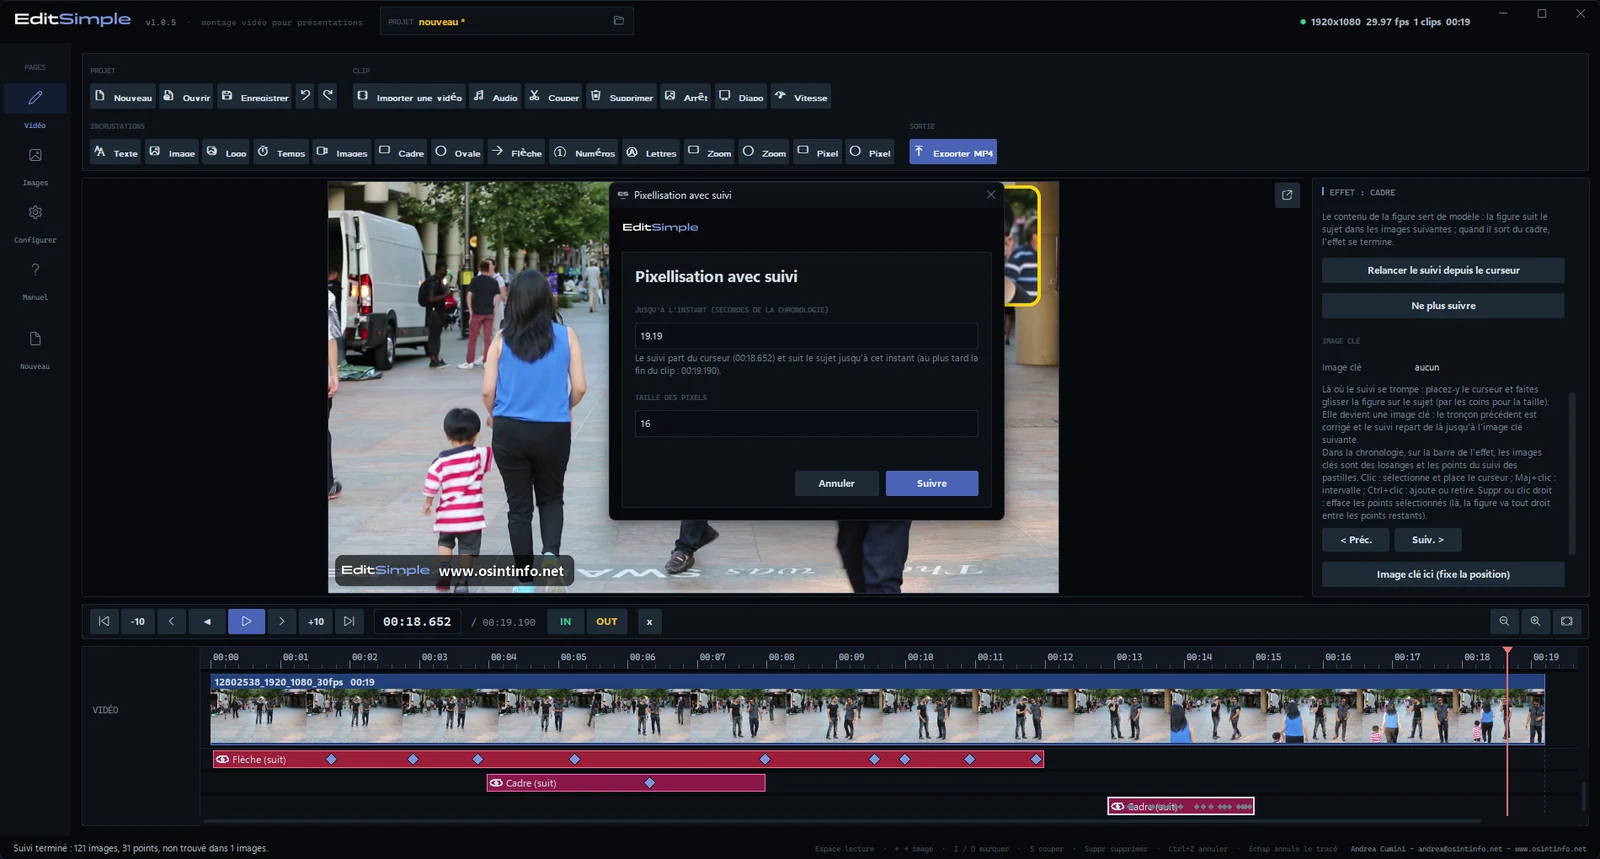 EditSimple v1.0.5 · montage vidéo pour présentations
PROJET nouveau *
1920x1080 29.97 fps 1 clips 00:19
PAGES
Vidéo
Images
Configurer
?
Manuel
Nouveau
PROJET
CLIP
Nouveau Ouvrir Enregistrer Importer une vidéo Audio Couper Supprimer Arrêt Diapo Vitesse
INCRUSTATIONS
SORTIE
Texte Image Logo Temps Images Cadre Ovale Flèche Numéros Lettres Zoom Zoom Pixel Pixel Exporter MP4
Pixellisation avec suivi
EditSimple
Pixellisation avec suivi
JUSQU'À L'INSTANT (SECONDES DE LA CHRONOLOGIE)
19.19
Le suivi part du curseur (00:18.652) et suit le sujet jusqu'à cet instant (au plus tard la
fin du clip : 00:19.190).
TAILLE DES PIXELS
16
Annuler Suivre
EditSimple www.osintinfo.net
EFFET : CADRE
Le contenu de la figure sert de modèle : la figure suit le
sujet dans les images suivantes ; quand il sort du cadre,
l'effet se termine.
Relancer le suivi depuis le curseur
Ne plus suivre
IMAGE CLÉ
Image clé aucun
Là où le suivi se trompe : placez-y le curseur et faites
glisser la figure sur le sujet (par les coins pour la taille).
Elle devient une image clé : le tronçon précédent est
corrigé et le suivi repart de là jusqu'à l'image clé
suivante.
Dans la chronologie, sur la barre de l'effet, les images
clés sont des losanges et les points du suivi des
pastilles. Clic : sélectionne et place le curseur ; Maj+clic :
intervalle ; Ctrl+clic : ajoute ou retire. Suppr ou clic droit
: efface les points sélectionnés (là, la figure va tout droit
entre les points restants).
< Préc. Suiv. >
Image clé ici (fixe la position)
-10 +10 00:18.652 / 00:19.190 IN OUT x
00:00 00:01 00:02 00:03 00:04 00:05 00:06 00:07 00:08 00:09 00:10 00:11 00:12 00:13 00:14 00:15 00:16 00:17 00:18 00:19
12802538_1920_1080_30fps 00:19
VIDÉO
Flèche (suit)
Cadre (suit)
Cadre (suit)
Suivi terminé : 121 images, 31 points, non trouvé dans 1 images.
Espace lecture · ← → image · I / O marquer · S couper · Suppr supprimer · Ctrl+Z annuler · Échap annule le tracé Andrea Cumini – andrea@osintinfo.net – www.osintinfo.net